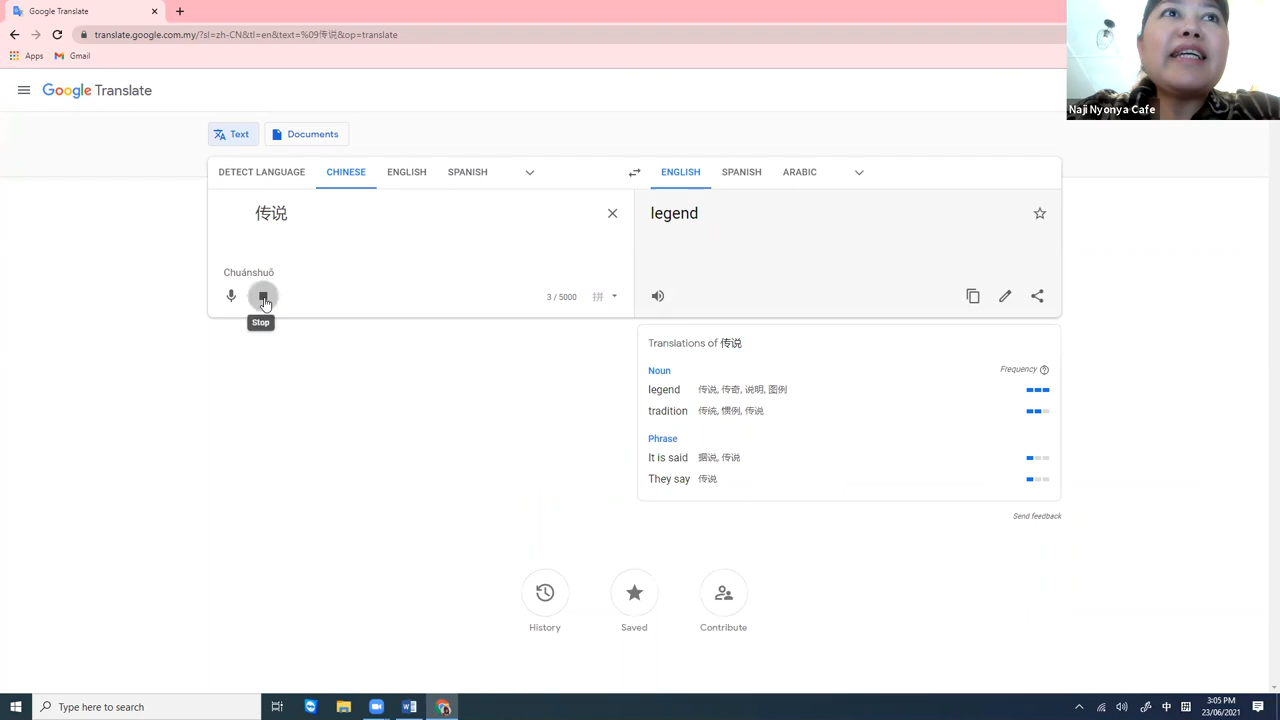 Google Translate
translate.google.com.my/?sl=zh-CN&tl=en&text=%09传说&op=translate
Apps
Gmail
Naji Nyonya Cafe
Google Translate
Text
Documents
DETECT LANGUAGE CHINESE ENGLISH SPANISH
ENGLISH SPANISH ARABIC
传说
legend
Chuánshuō
3 / 5000
拼
Stop
Translations of 传说
Noun
Frequency
legend 传说, 传奇, 说明, 图例
tradition 传统, 惯例, 传说
Phrase
It is said 据说, 传说
They say 传说
Send feedback
History
Saved
Contribute
Type here to search
中
3:05 PM
23/06/2021